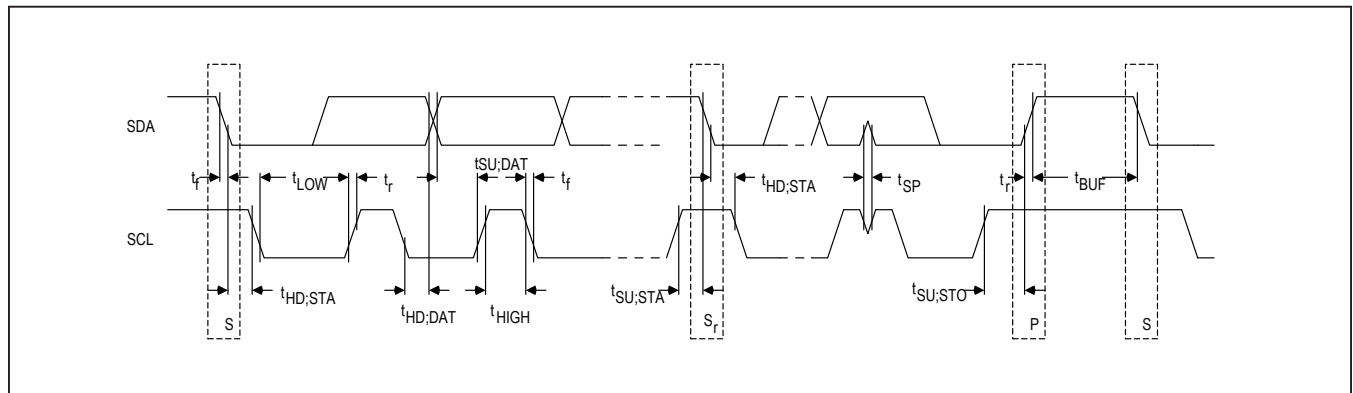 SDA
tf
tLOW
tr
tSU;DAT
tf
tHD;STA
tSP
tr
tBUF
SCL
tHD;STA
tHD;DAT
tHIGH
tSU;STA
tSU;STO
S
Sr
P
S